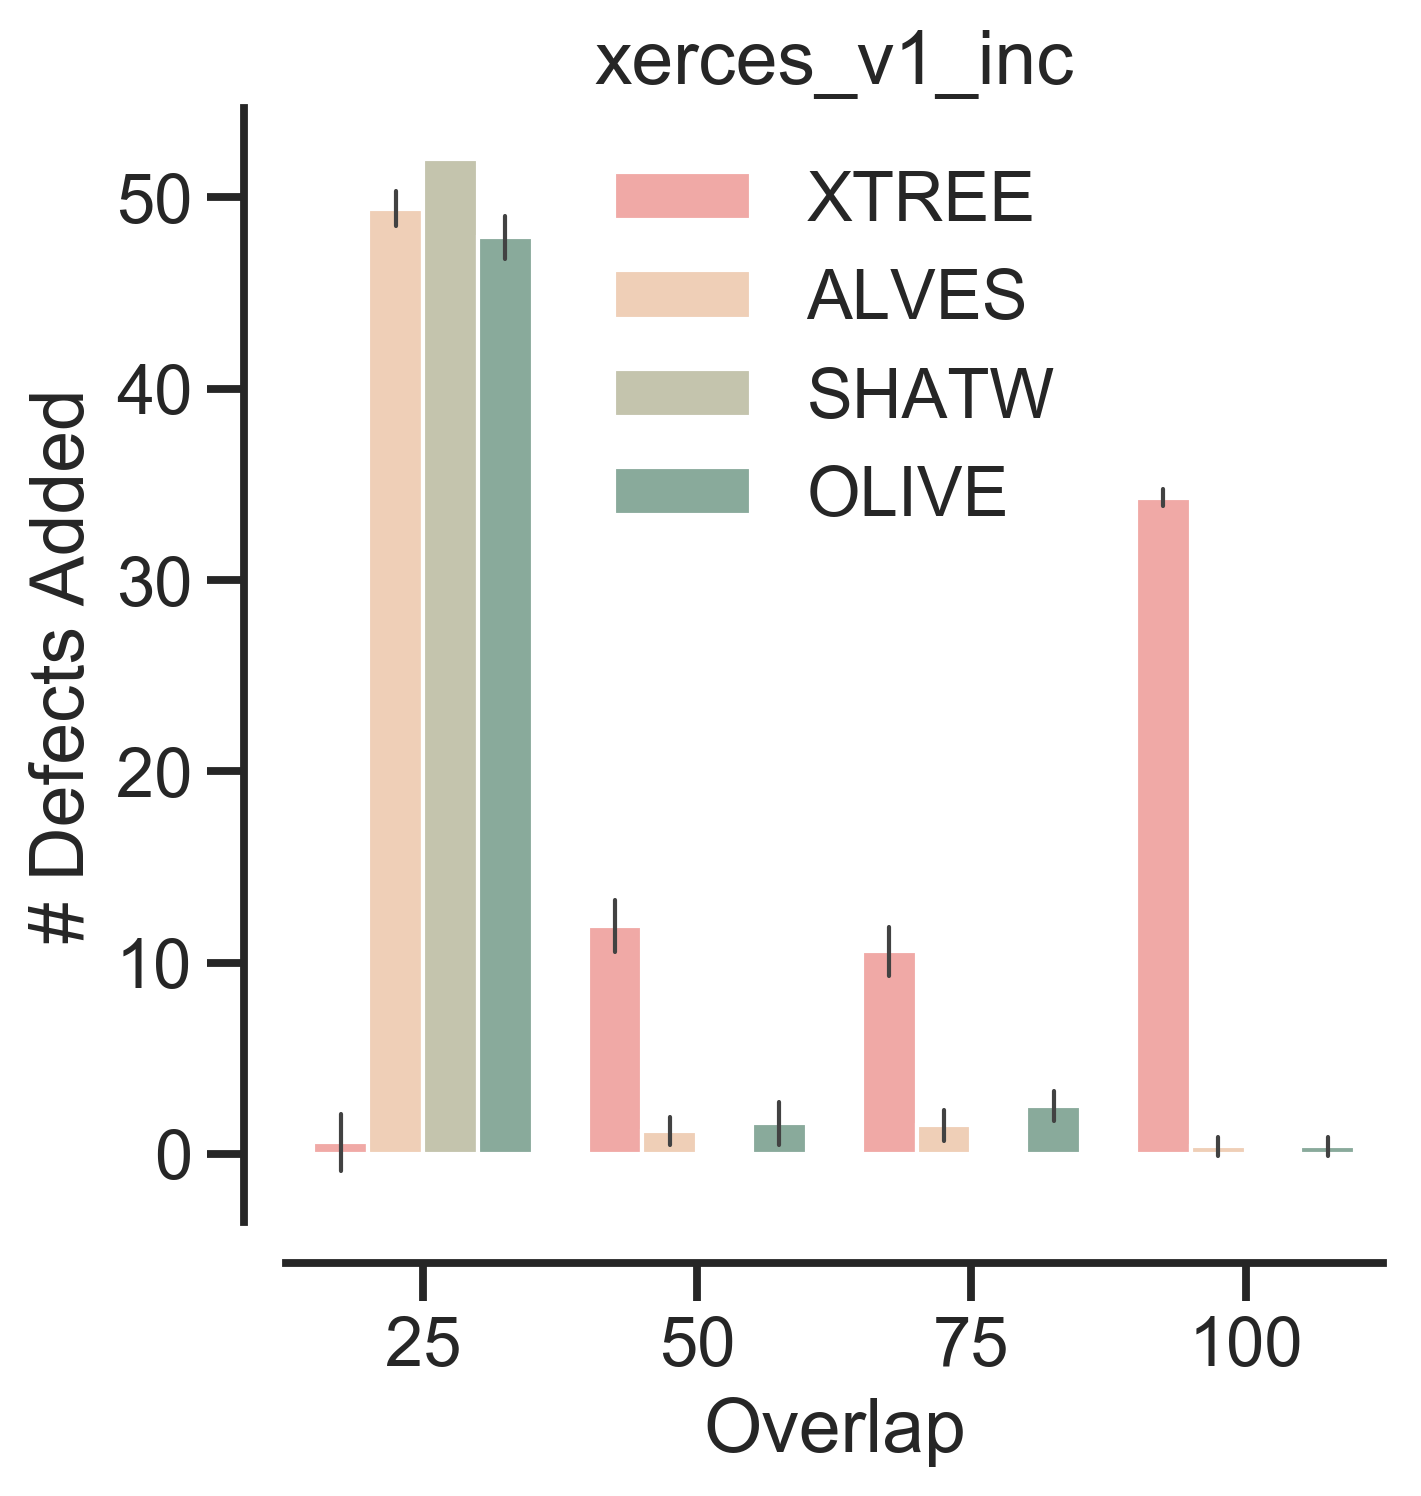 xerces_v1_inc
XTREE
ALVES
SHATW
OLIVE
# Defects Added
50
40
30
20
10
0
25 50 75 100
Overlap